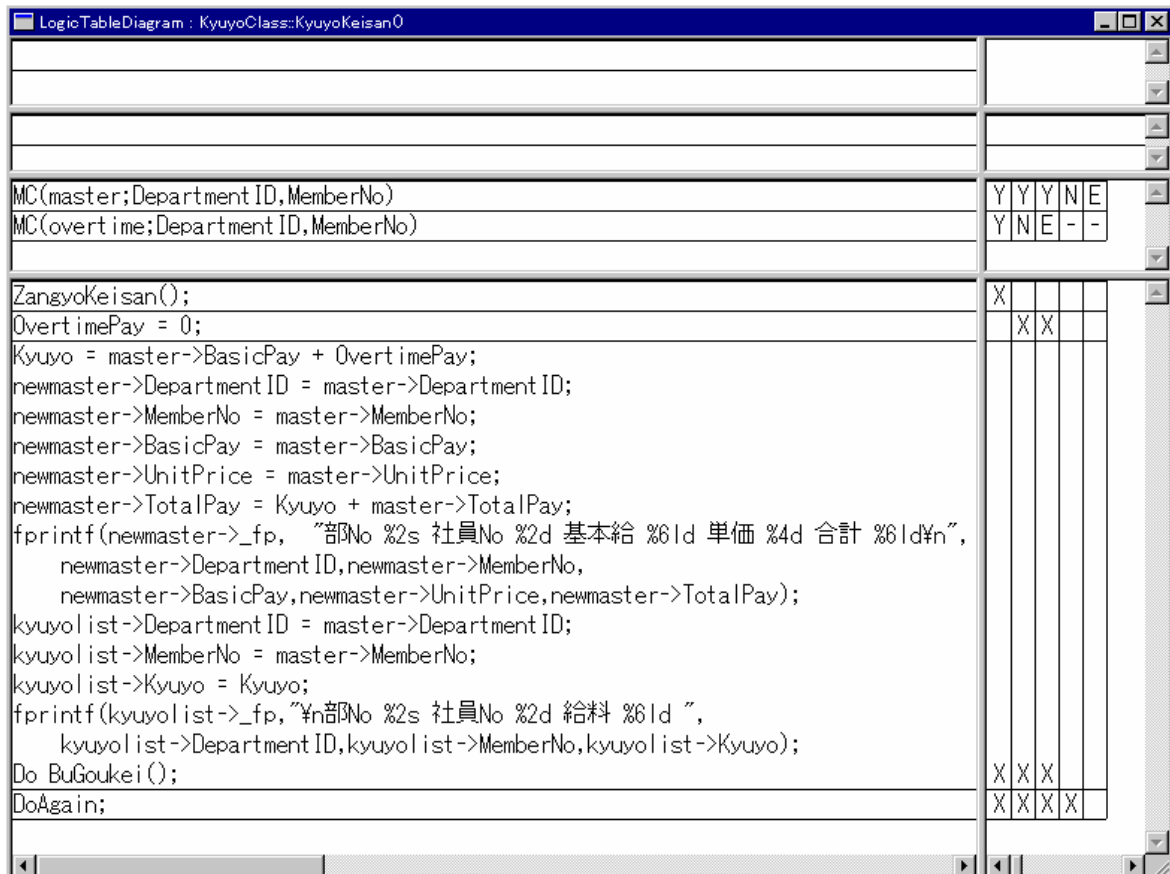 LogicTableDiagram : KyuyoClass::KyuyoKeisan()
MC(master;DepartmentID,MemberNo) Y Y Y N E
MC(overtime;DepartmentID,MemberNo) Y N E - -
ZangyoKeisan(); X
OvertimePay = 0; X X
Kyuyo = master->BasicPay + OvertimePay;
newmaster->DepartmentID = master->DepartmentID;
newmaster->MemberNo = master->MemberNo;
newmaster->BasicPay = master->BasicPay;
newmaster->UnitPrice = master->UnitPrice;
newmaster->TotalPay = Kyuyo + master->TotalPay;
fprintf(newmaster->_fp, "部No %2s 社員No %2d 基本給 %6ld 単価 %4d 合計 %6ld¥n",
newmaster->DepartmentID,newmaster->MemberNo,
newmaster->BasicPay,newmaster->UnitPrice,newmaster->TotalPay);
kyuyolist->DepartmentID = master->DepartmentID;
kyuyolist->MemberNo = master->MemberNo;
kyuyolist->Kyuyo = Kyuyo;
fprintf(kyuyolist->_fp,"¥n部No %2s 社員No %2d 給料 %6ld ",
kyuyolist->DepartmentID,kyuyolist->MemberNo,kyuyolist->Kyuyo);
Do BuGoukei(); X X X
DoAgain; X X X X